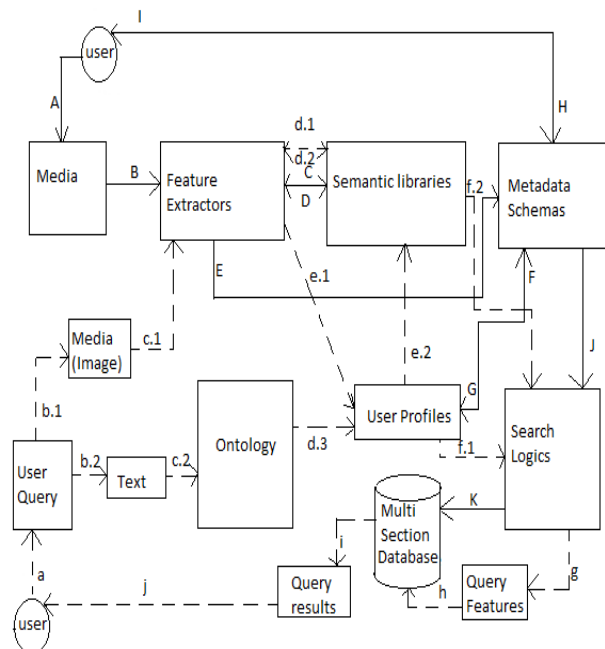 I
user
A
H
d.1
d.2
Media
B
Feature
Extractors
C
D
Semantic libraries
f.2
Metadada
Schemas
E
e.1
F
Media
(Image)
c.1
e.2
J
b.1
G
Ontology
User Profiles
d.3
f.1
Search
Logics
User
Query
b.2
Text
c.2
K
Multi
Section
Database
i
a
j
Query
results
h
Query
Features
g
user